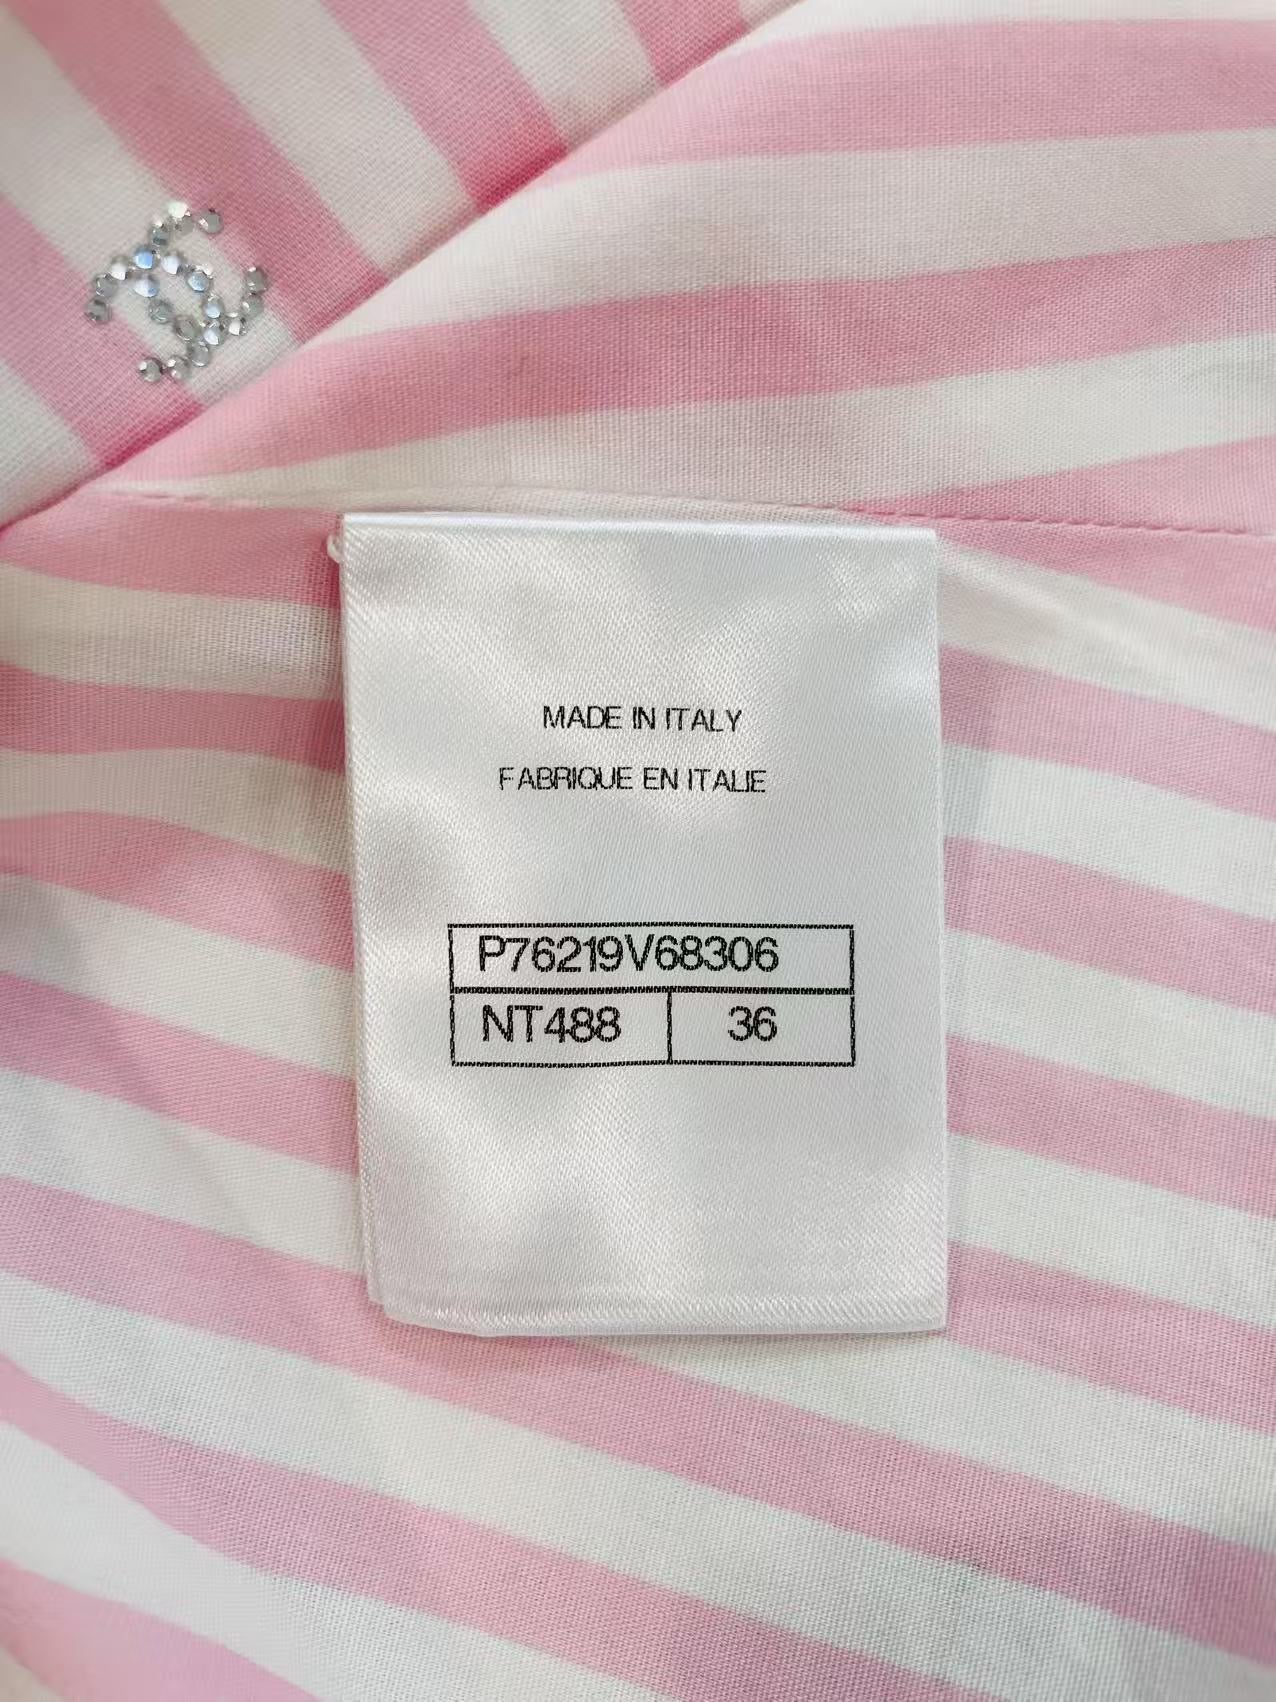 MADE IN ITALY
FABRIQUE EN ITALIE
P76219V68306
NT488 36